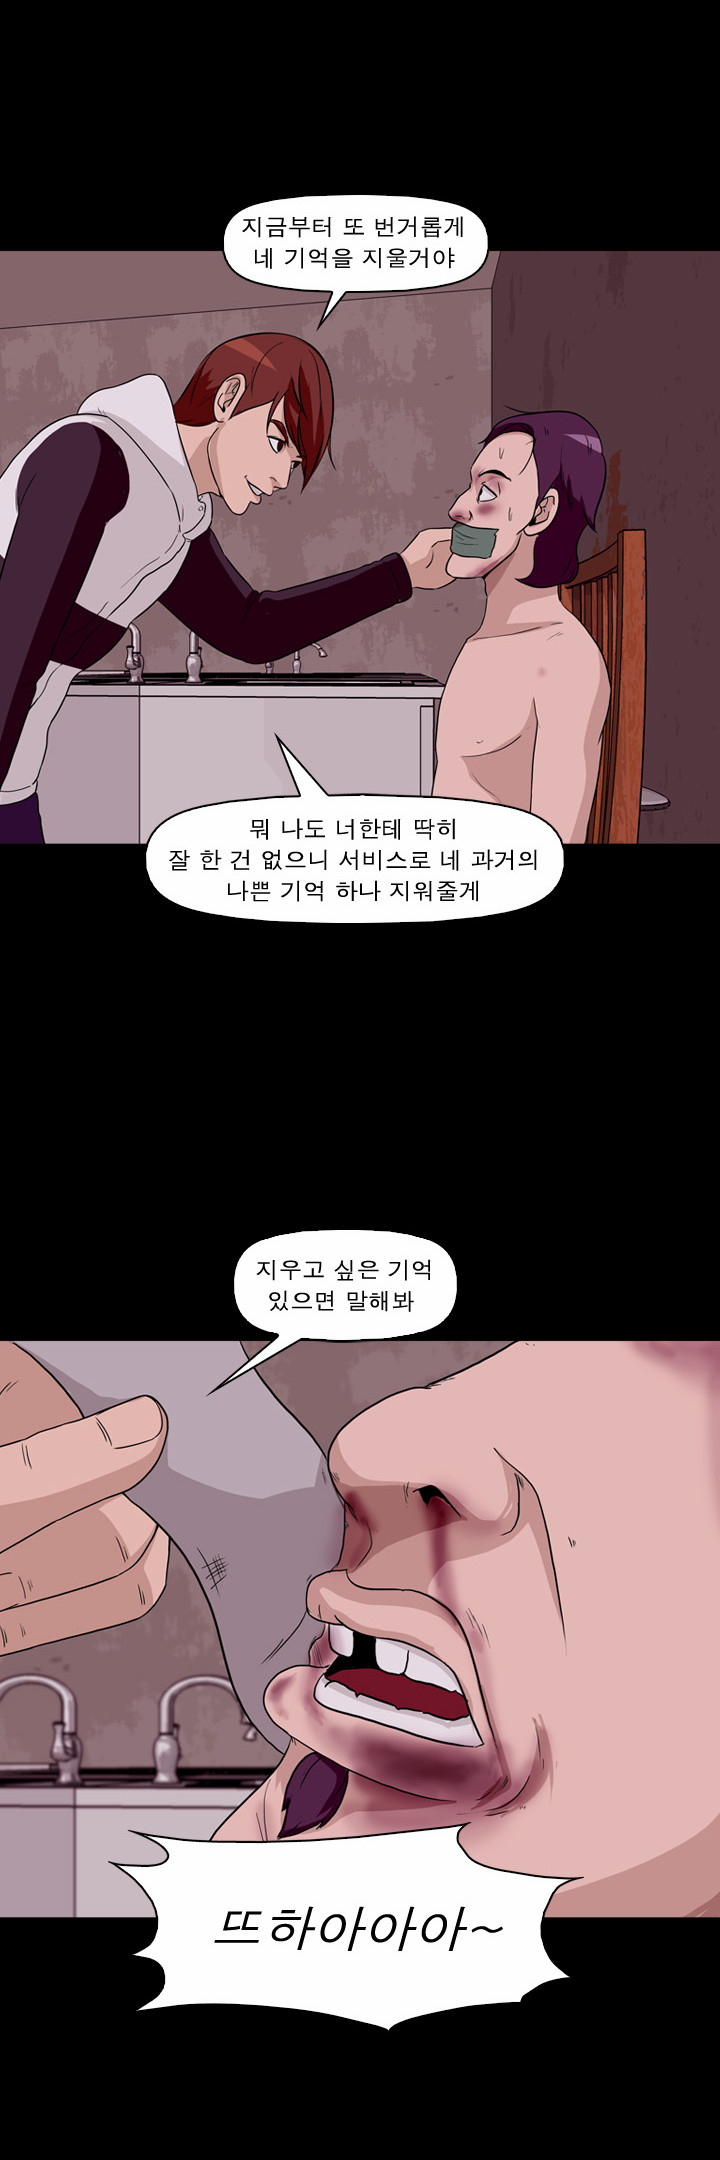 지금부터 또 번거롭게
네 기억을 지울거야
뭐 나도 너한테 딱히
잘 한 건 없으니 서비스로 네 과거의
나쁜 기억 하나 지워줄게
지우고 싶은 기억
있으면 말해봐
뜨하아아아~